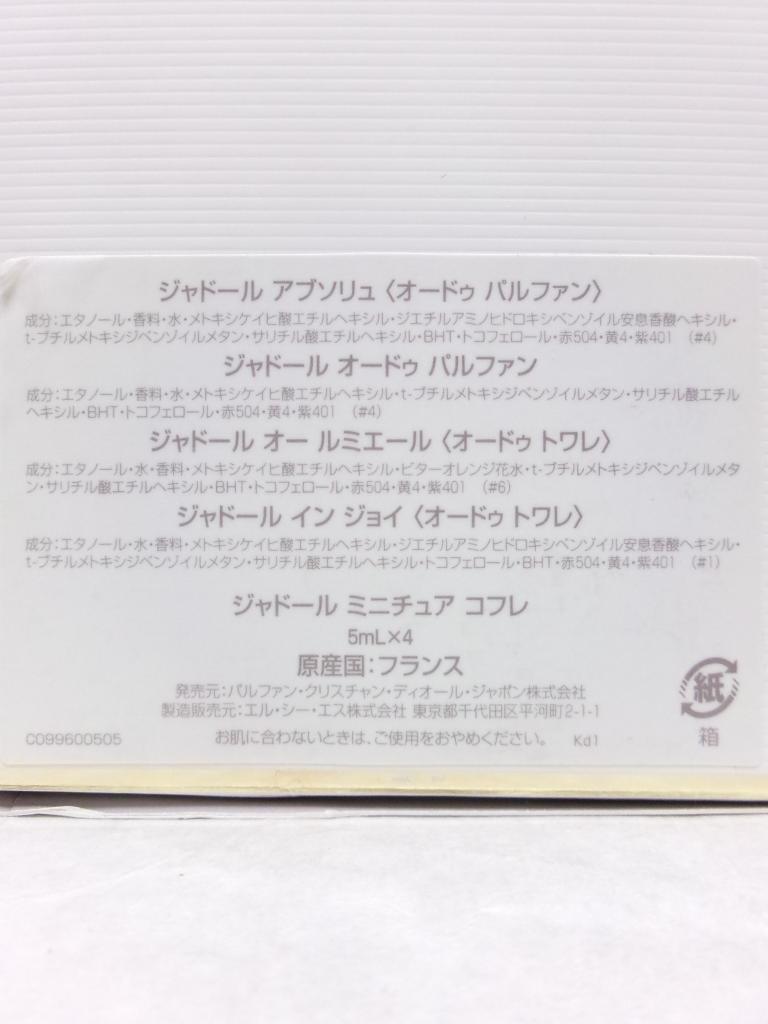 ジャドール アブソリュ〈オードゥ パルファン〉
成分：エタノール・香料・水・メトキシケイヒ酸エチルヘキシル・ジエチルアミノヒドロキシベンゾイル安息香酸ヘキシル・
t-ブチルメトキシジベンゾイルメタン・サリチル酸エチルヘキシル・BHT・トコフェロール・赤504・黄4・紫401 （#4）
ジャドール オードゥ パルファン
成分：エタノール・香料・水・メトキシケイヒ酸エチルヘキシル・t-ブチルメトキシジベンゾイルメタン・サリチル酸エチル
ヘキシル・BHT・トコフェロール・赤504・黄4・紫401 （#4）
ジャドール オー ルミエール〈オードゥ トワレ〉
成分：エタノール・水・香料・メトキシケイヒ酸エチルヘキシル・ビターオレンジ花水・t-ブチルメトキシジベンゾイルメタ
ン・サリチル酸エチルヘキシル・BHT・トコフェロール・赤504・黄4・紫401 （#6）
ジャドール イン ジョイ〈オードゥ トワレ〉
成分：エタノール・水・香料・メトキシケイヒ酸エチルヘキシル・ジエチルアミノヒドロキシベンゾイル安息香酸ヘキシル・
t-ブチルメトキシジベンゾイルメタン・サリチル酸エチルヘキシル・トコフェロール・BHT・赤504・黄4・紫401 （#1）
ジャドール ミニチュア コフレ
5mL×4
原産国：フランス
発売元：パルファン・クリスチャン・ディオール・ジャポン株式会社
製造販売元：エル・シー・エス株式会社 東京都千代田区平河町2-1-1
C099600505 お肌に合わないときは、ご使用をおやめください。 Kd1
紙
箱